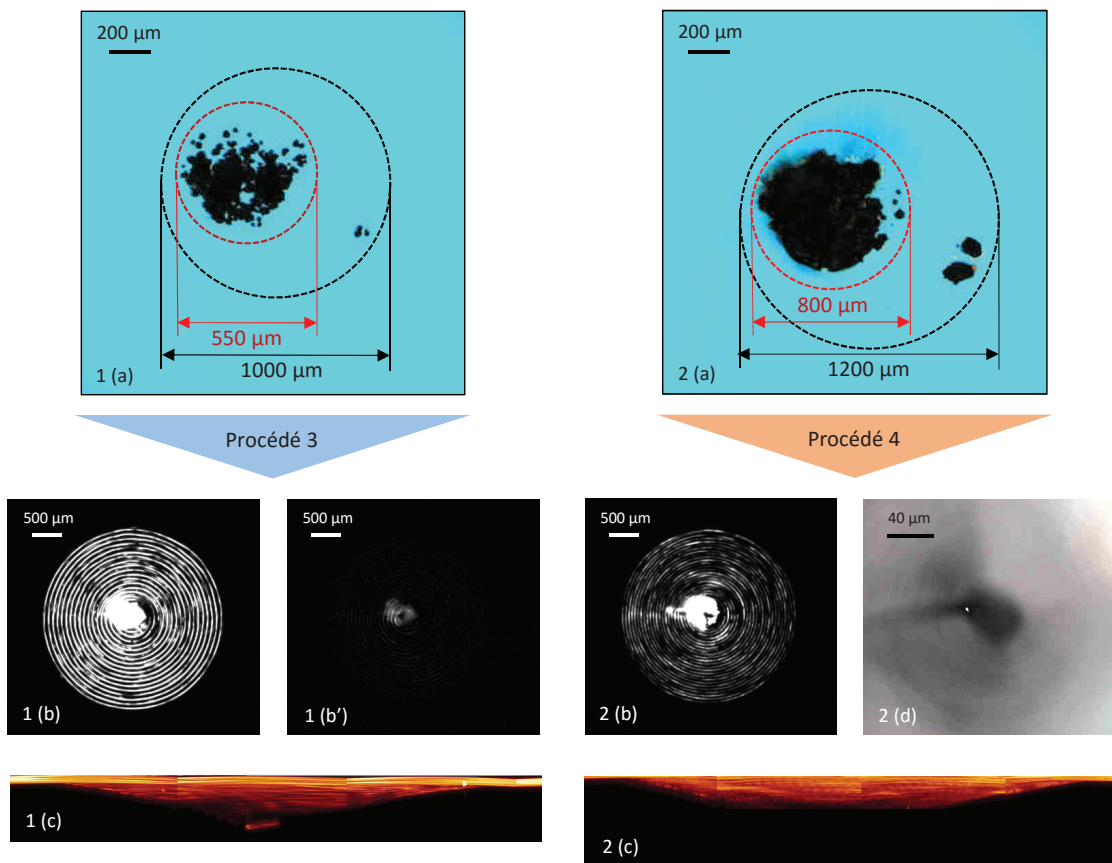 200 µm
200 µm
550 µm
1000 µm
1 (a)
800 µm
1200 µm
2 (a)
Procédé 3
Procédé 4
500 µm
500 µm
500 µm
40 µm
1 (b)
1 (b’)
2 (b)
2 (d)
1 (c)
2 (c)